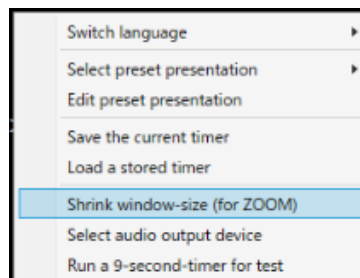 Switch language
Select preset presentation
Edit preset presentation
Save the current timer
Load a stored timer
Shrink window-size (for ZOOM)
Select audio output device
Run a 9-second-timer for test